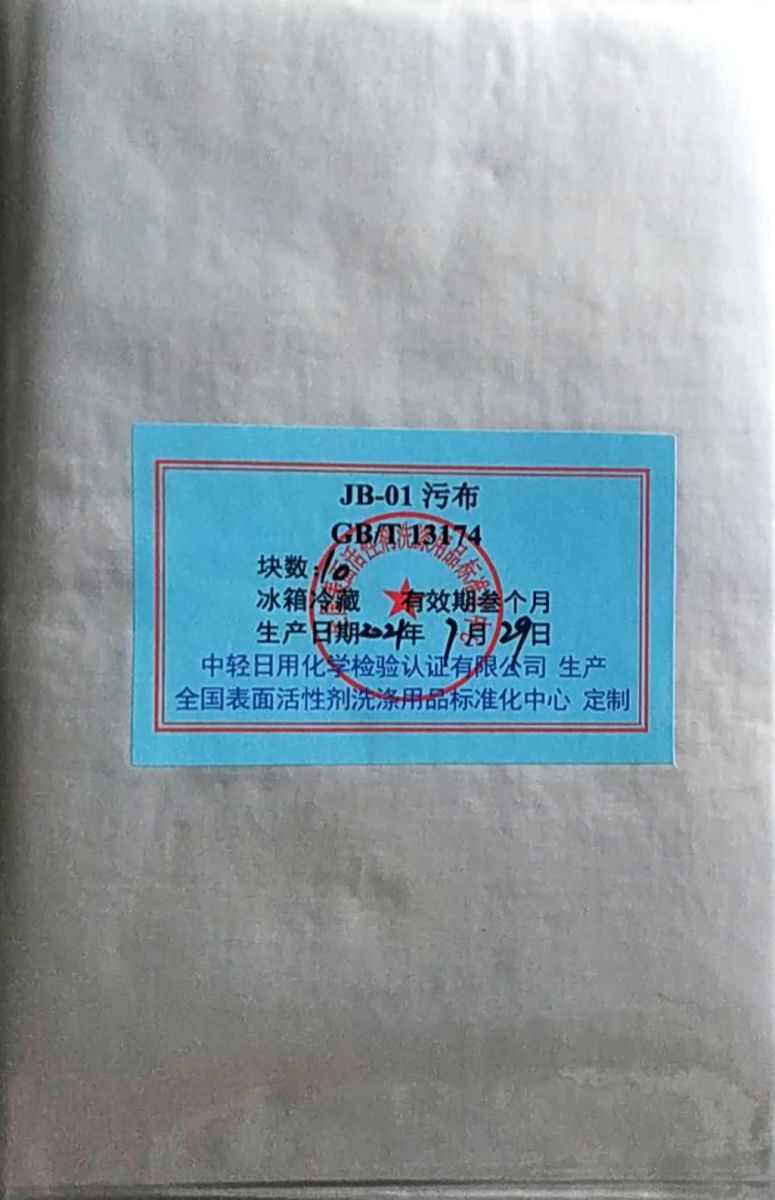 JB-01 污布
GB/T 13174
块数:10
冰箱冷藏 有效期叁个月
生产日期2024年 7月 29日
中轻日用化学检验认证有限公司 生产
全国表面活性剂洗涤用品标准化中心 定制